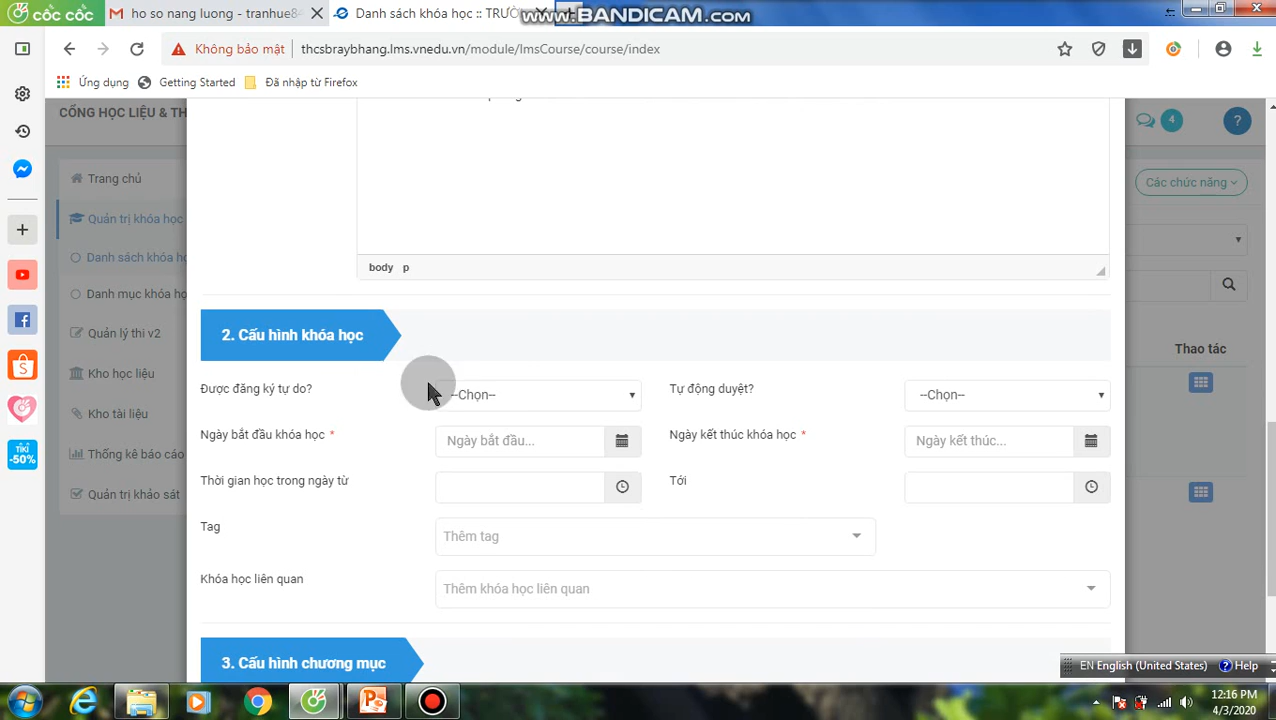 cốc cốc
ho so nang luong - tranhue84
Danh sách khóa học :: TRƯỜ
www.BANDICAM.com
Không bảo mật
thcsbraybhang.lms.vnedu.vn/module/lmsCourse/course/index
Ứng dụng
Getting Started
Đã nhập từ Firefox
CỔNG HỌC LIỆU & TH
4
?
Trang chủ
Các chức năng
Quản trị khóa học
Danh sách khóa họ
body p
Danh mục khóa họ
Quản lý thi v2
2. Cấu hình khóa học
Thao tác
Kho học liệu
Được đăng ký tự do?
--Chọn--
Tự động duyệt?
--Chọn--
Kho tài liệu
Ngày bắt đầu khóa học *
Ngày bắt đầu...
Ngày kết thúc khóa học *
Ngày kết thúc...
Thống kê báo cáo
TIKI
-50%
Thời gian học trong ngày từ
Tới
Quản trị khảo sát
Tag
Thêm tag
Khóa học liên quan
Thêm khóa học liên quan
3. Cấu hình chương mục
EN English (United States)
? Help
12:16 PM
4/3/2020